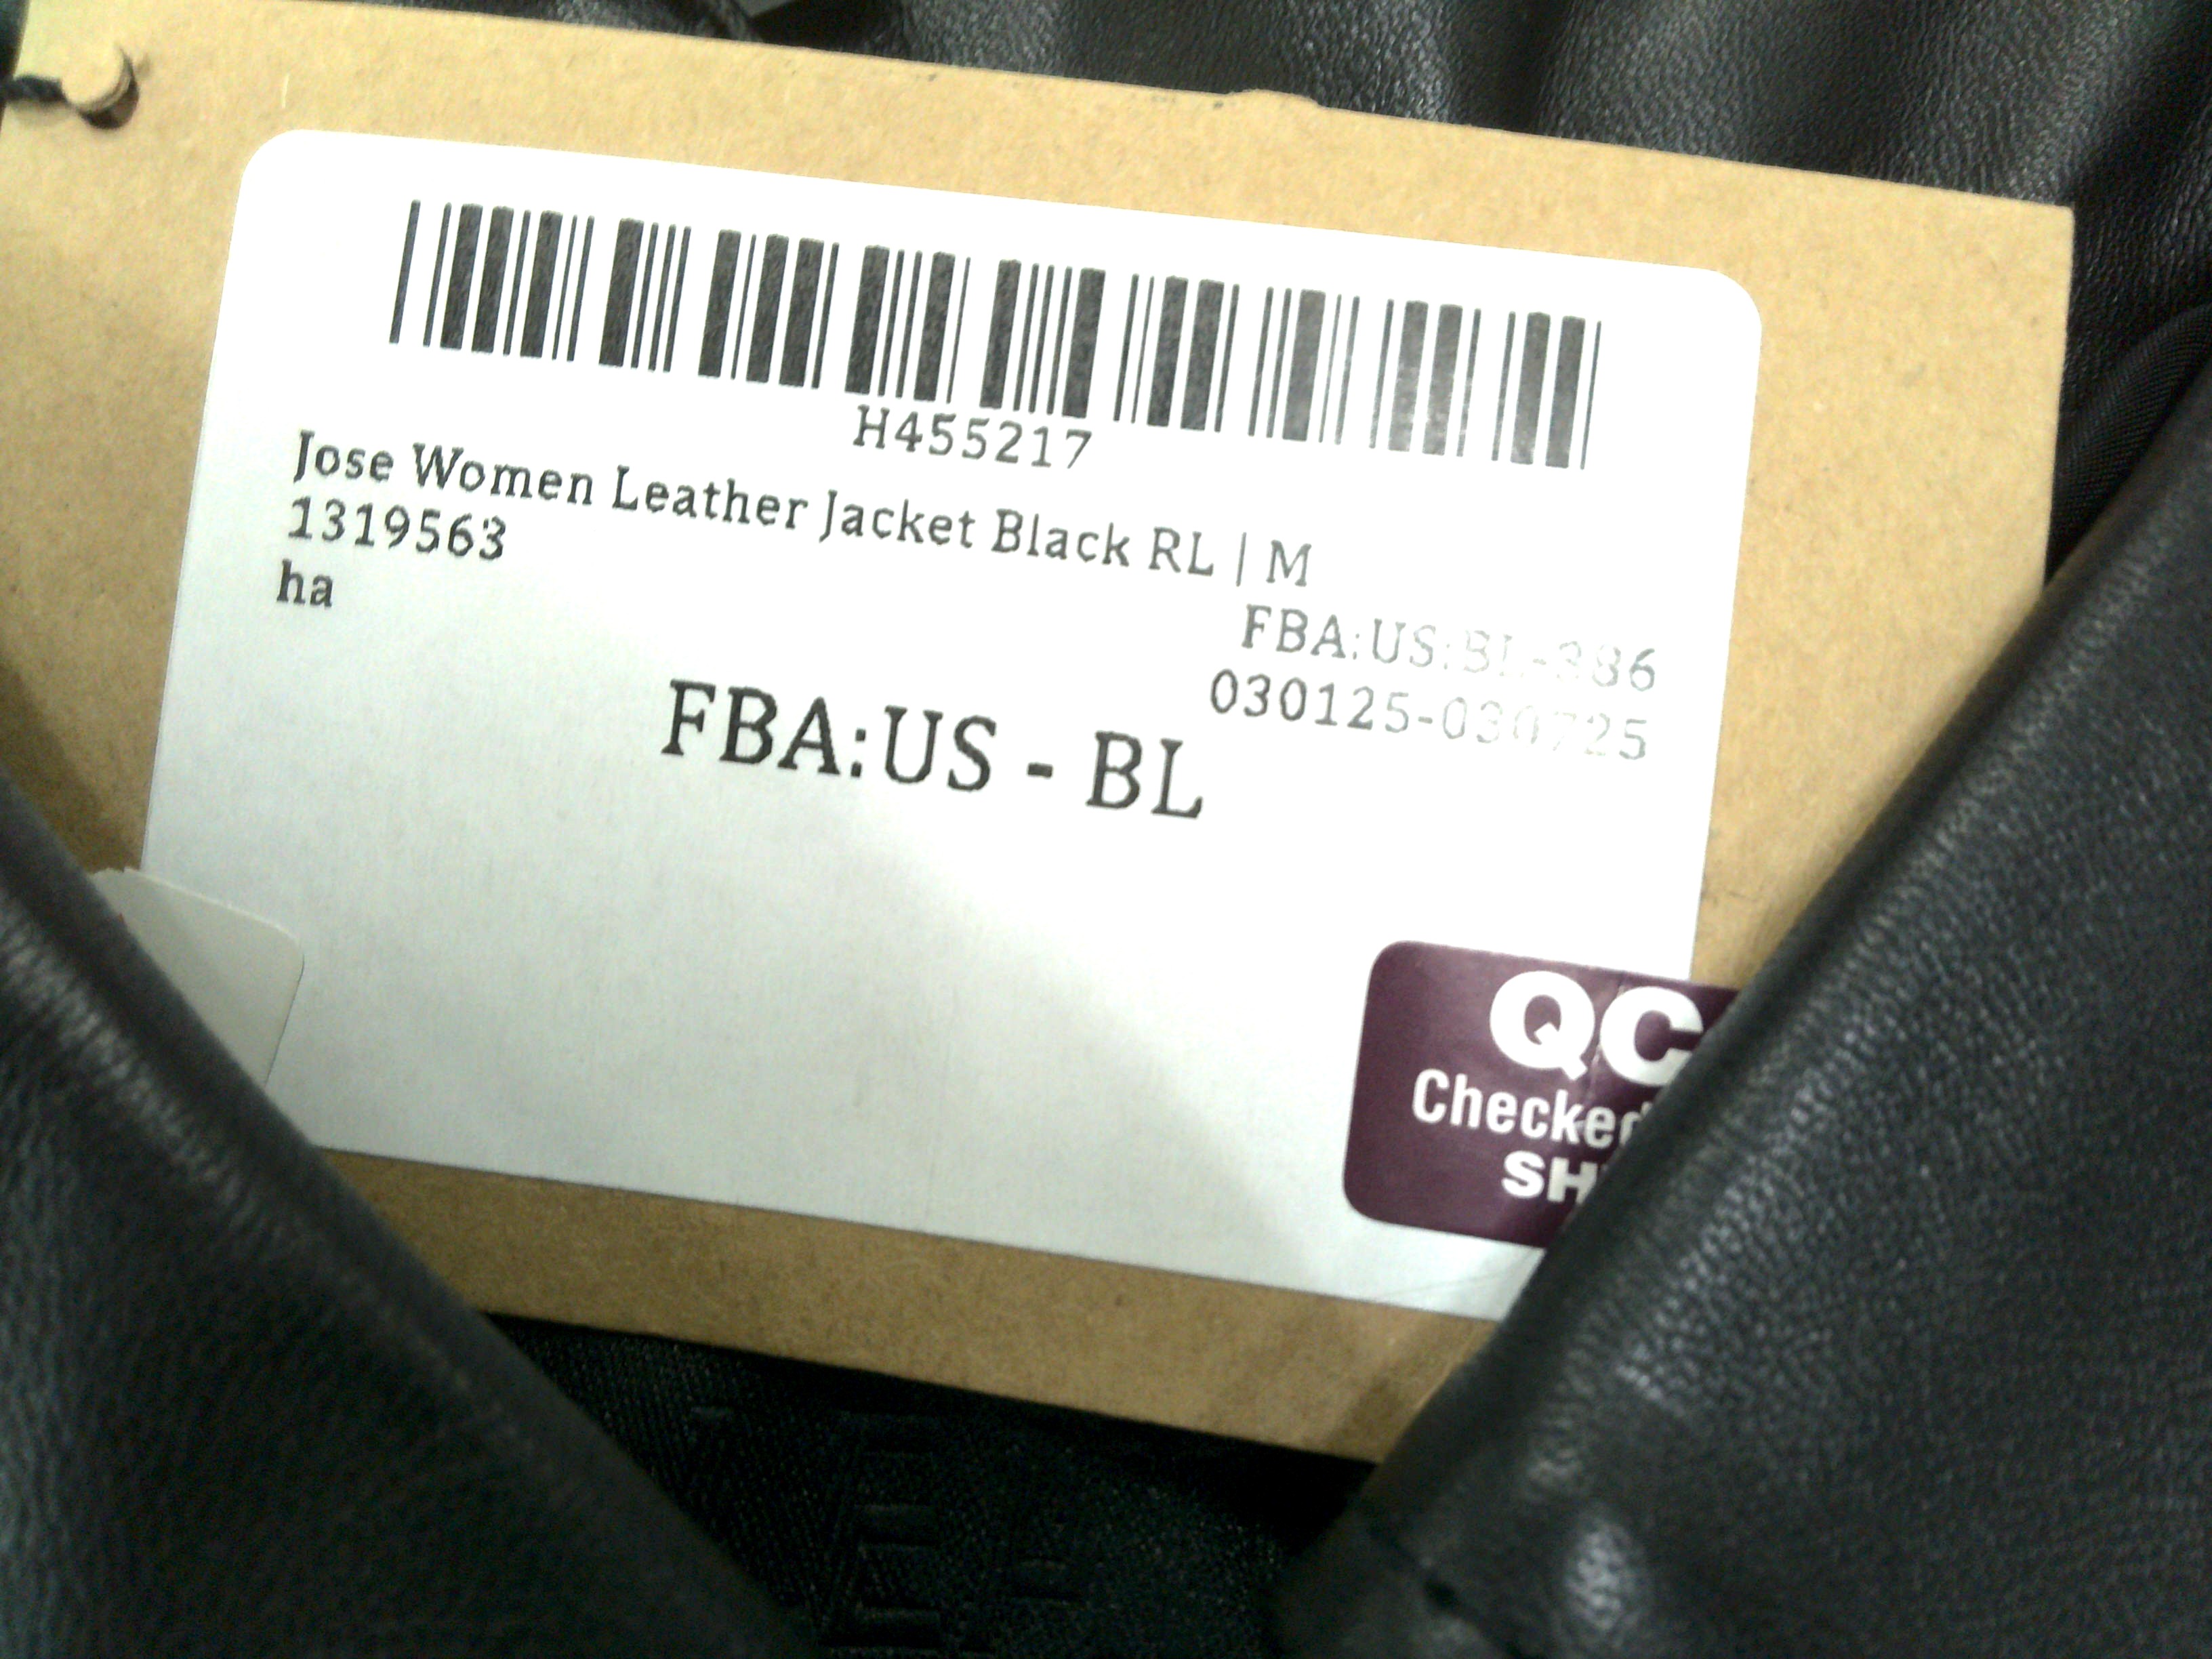 H455217
Jose Women Leather Jacket Black RL | M
1319563
ha
FBA:US:BL-386
030125-030725
FBA:US - BL
QC
Checked